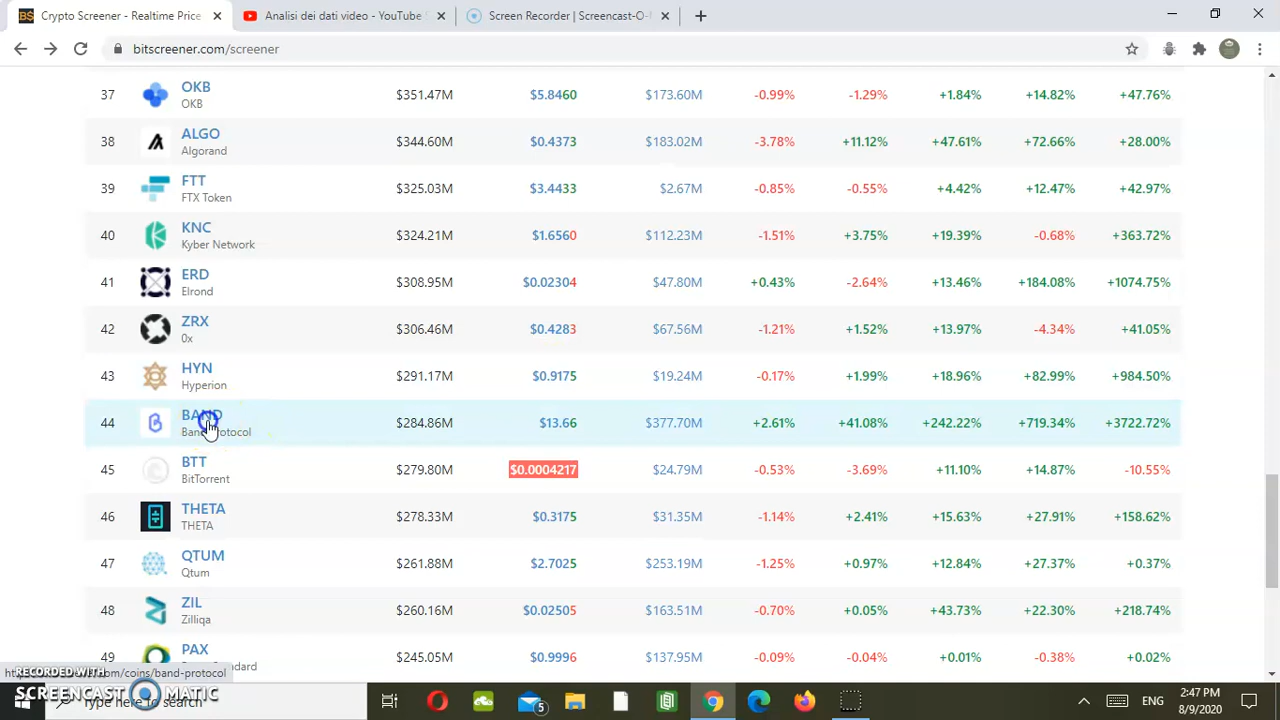 Crypto Screener - Realtime Price
Analisi dei dati video - YouTube
Screen Recorder | Screencast-O-M
bitscreener.com/screener
37 OKB $351.47M $5.8460 $173.60M -0.99% -1.29% +1.84% +14.82% +47.76%
OKB
38 ALGO $344.60M $0.4373 $183.02M -3.78% +11.12% +47.61% +72.66% +28.00%
Algorand
39 FTT $325.03M $3.4433 $2.67M -0.85% -0.55% +4.42% +12.47% +42.97%
FTX Token
40 KNC $324.21M $1.6560 $112.23M -1.51% +3.75% +19.39% -0.68% +363.72%
Kyber Network
41 ERD $308.95M $0.02304 $47.80M +0.43% -2.64% +13.46% +184.08% +1074.75%
Elrond
42 ZRX $306.46M $0.4283 $67.56M -1.21% +1.52% +13.97% -4.34% +41.05%
0x
43 HYN $291.17M $0.9175 $19.24M -0.17% +1.99% +18.96% +82.99% +984.50%
Hyperion
44 BAND $284.86M $13.66 $377.70M +2.61% +41.08% +242.22% +719.34% +3722.72%
Band Protocol
45 BTT $279.80M $0.0004217 $24.79M -0.53% -3.69% +11.10% +14.87% -10.55%
BitTorrent
46 THETA $278.33M $0.3175 $31.35M -1.14% +2.41% +15.63% +27.91% +158.62%
THETA
47 QTUM $261.88M $2.7025 $253.19M -1.25% +0.97% +12.84% +27.37% +0.37%
Qtum
48 ZIL $260.16M $0.02505 $163.51M -0.70% +0.05% +43.73% +22.30% +218.74%
Zilliqa
49 PAX $245.05M $0.9996 $137.95M -0.09% -0.04% +0.01% -0.38% +0.02%
.com/coins/band-protocol
RECORDED WITH
SCREENCAST MATIC
Type here to search
5
ENG
2:47 PM
8/9/2020